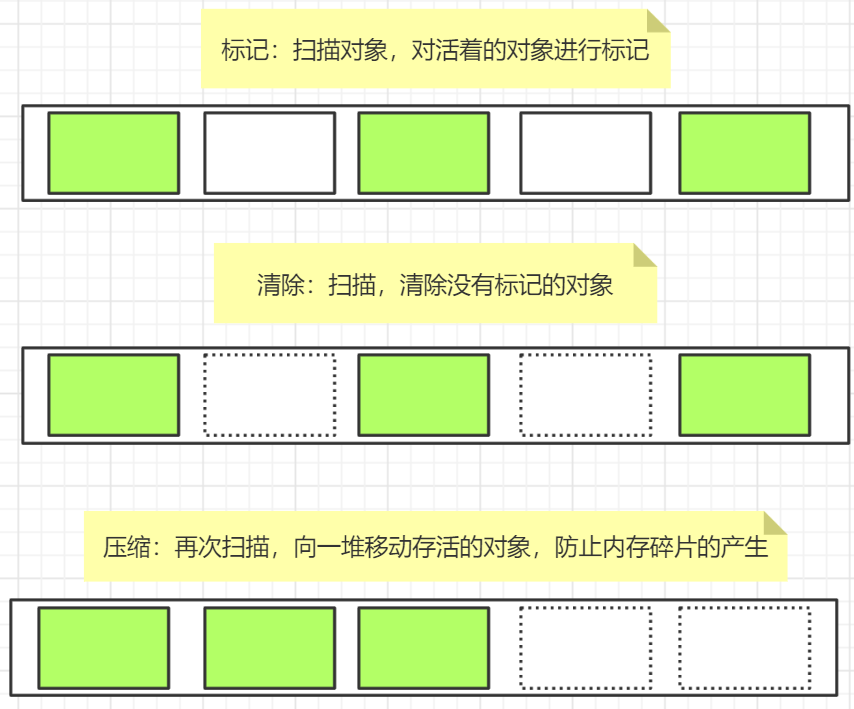 标记：扫描对象，对活着的对象进行标记
清除：扫描，清除没有标记的对象
压缩：再次扫描，向一堆移动存活的对象，防止内存碎片的产生